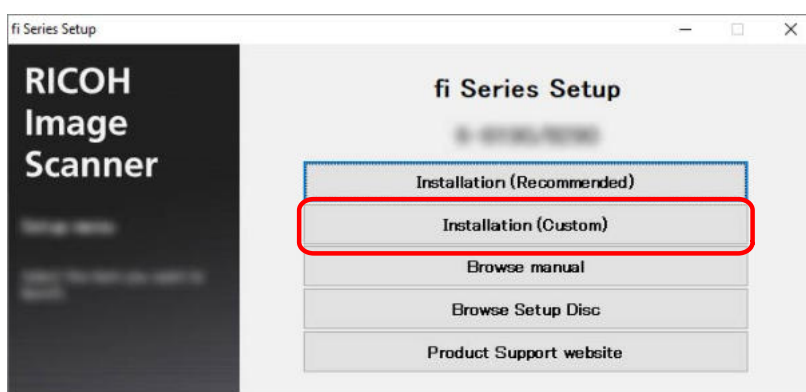 fi Series Setup
RICOH
Image
Scanner
fi Series Setup
Installation (Recommended)
Installation (Custom)
Browse manual
Browse Setup Disc
Product Support website